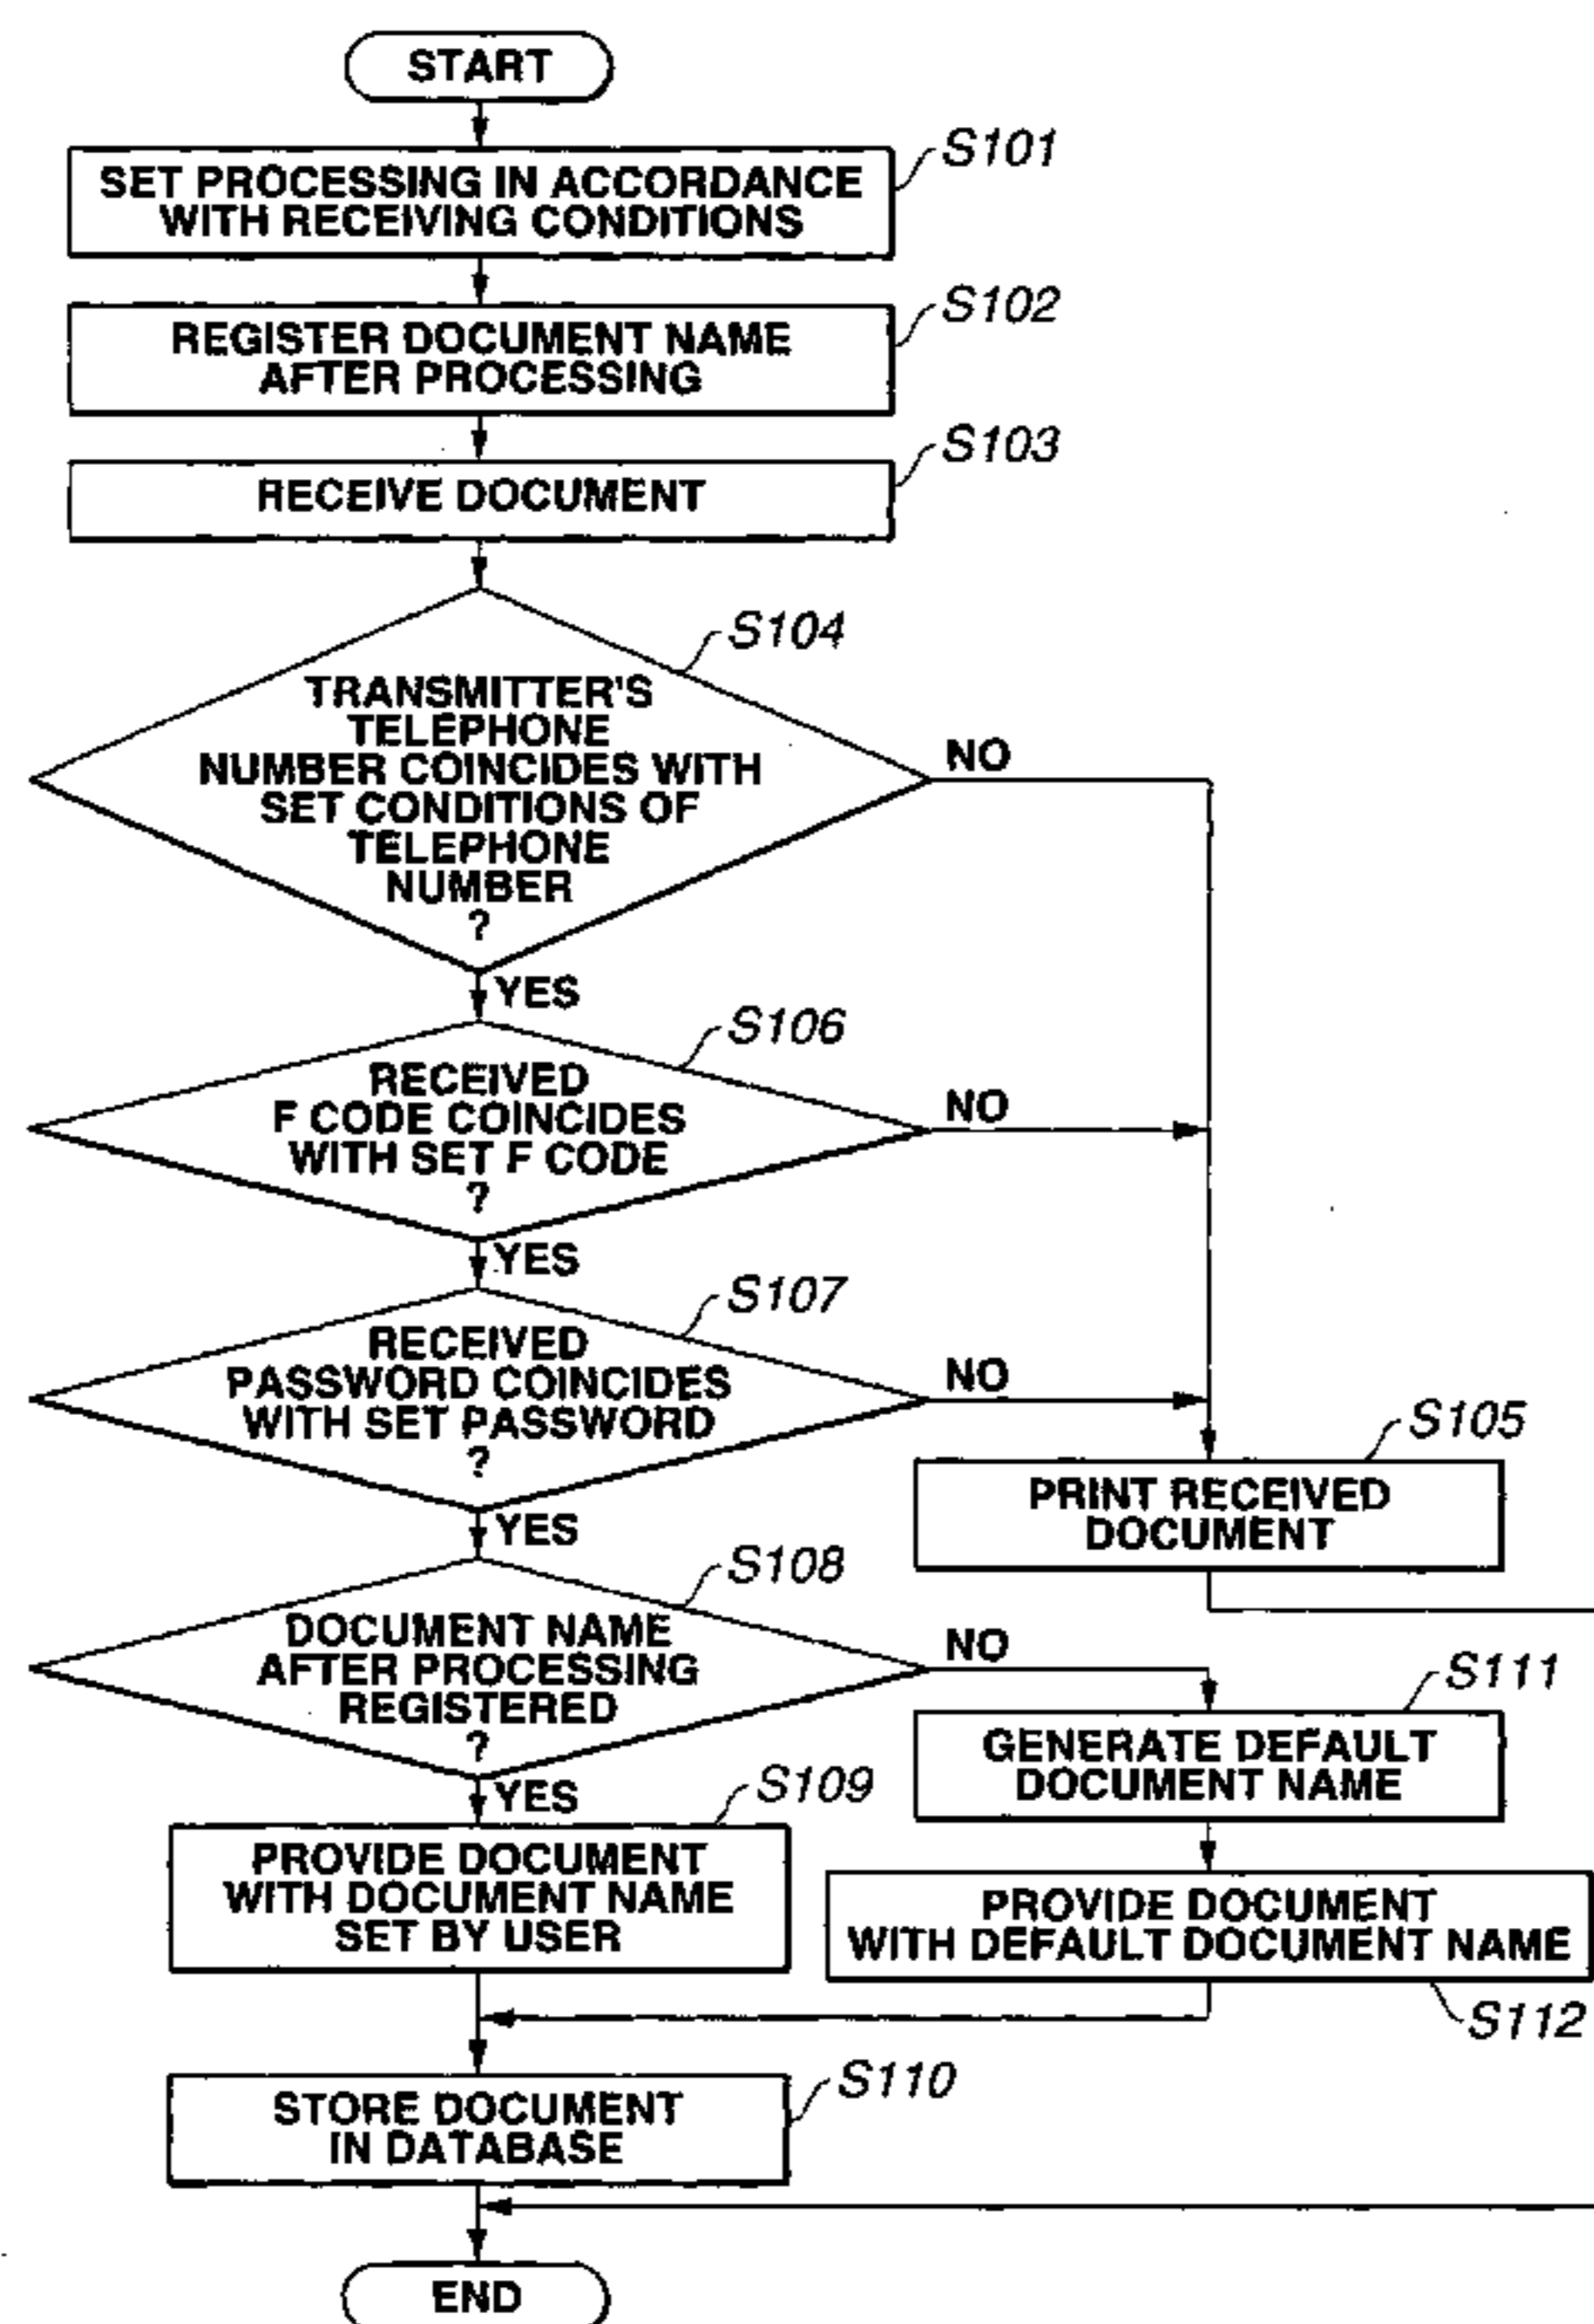 START
S101
SET PROCESSING IN ACCORDANCE
WITH RECEIVING CONDITIONS
S102
REGISTER DOCUMENT NAME
AFTER PROCESSING
S103
RECEIVE DOCUMENT
S104
TRANSMITTER'S
TELEPHONE
NUMBER COINCIDES WITH
SET CONDITIONS OF
TELEPHONE
NUMBER
?
NO
YES
S106
RECEIVED
F CODE COINCIDES
WITH SET F CODE
?
NO
YES
S107
RECEIVED
PASSWORD COINCIDES
WITH SET PASSWORD
?
NO
YES
S105
PRINT RECEIVED
DOCUMENT
S108
DOCUMENT NAME
AFTER PROCESSING
REGISTERED
?
NO
YES
S111
GENERATE DEFAULT
DOCUMENT NAME
S109
PROVIDE DOCUMENT
WITH DOCUMENT NAME
SET BY USER
PROVIDE DOCUMENT
WITH DEFAULT DOCUMENT NAME
S112
S110
STORE DOCUMENT
IN DATABASE
END